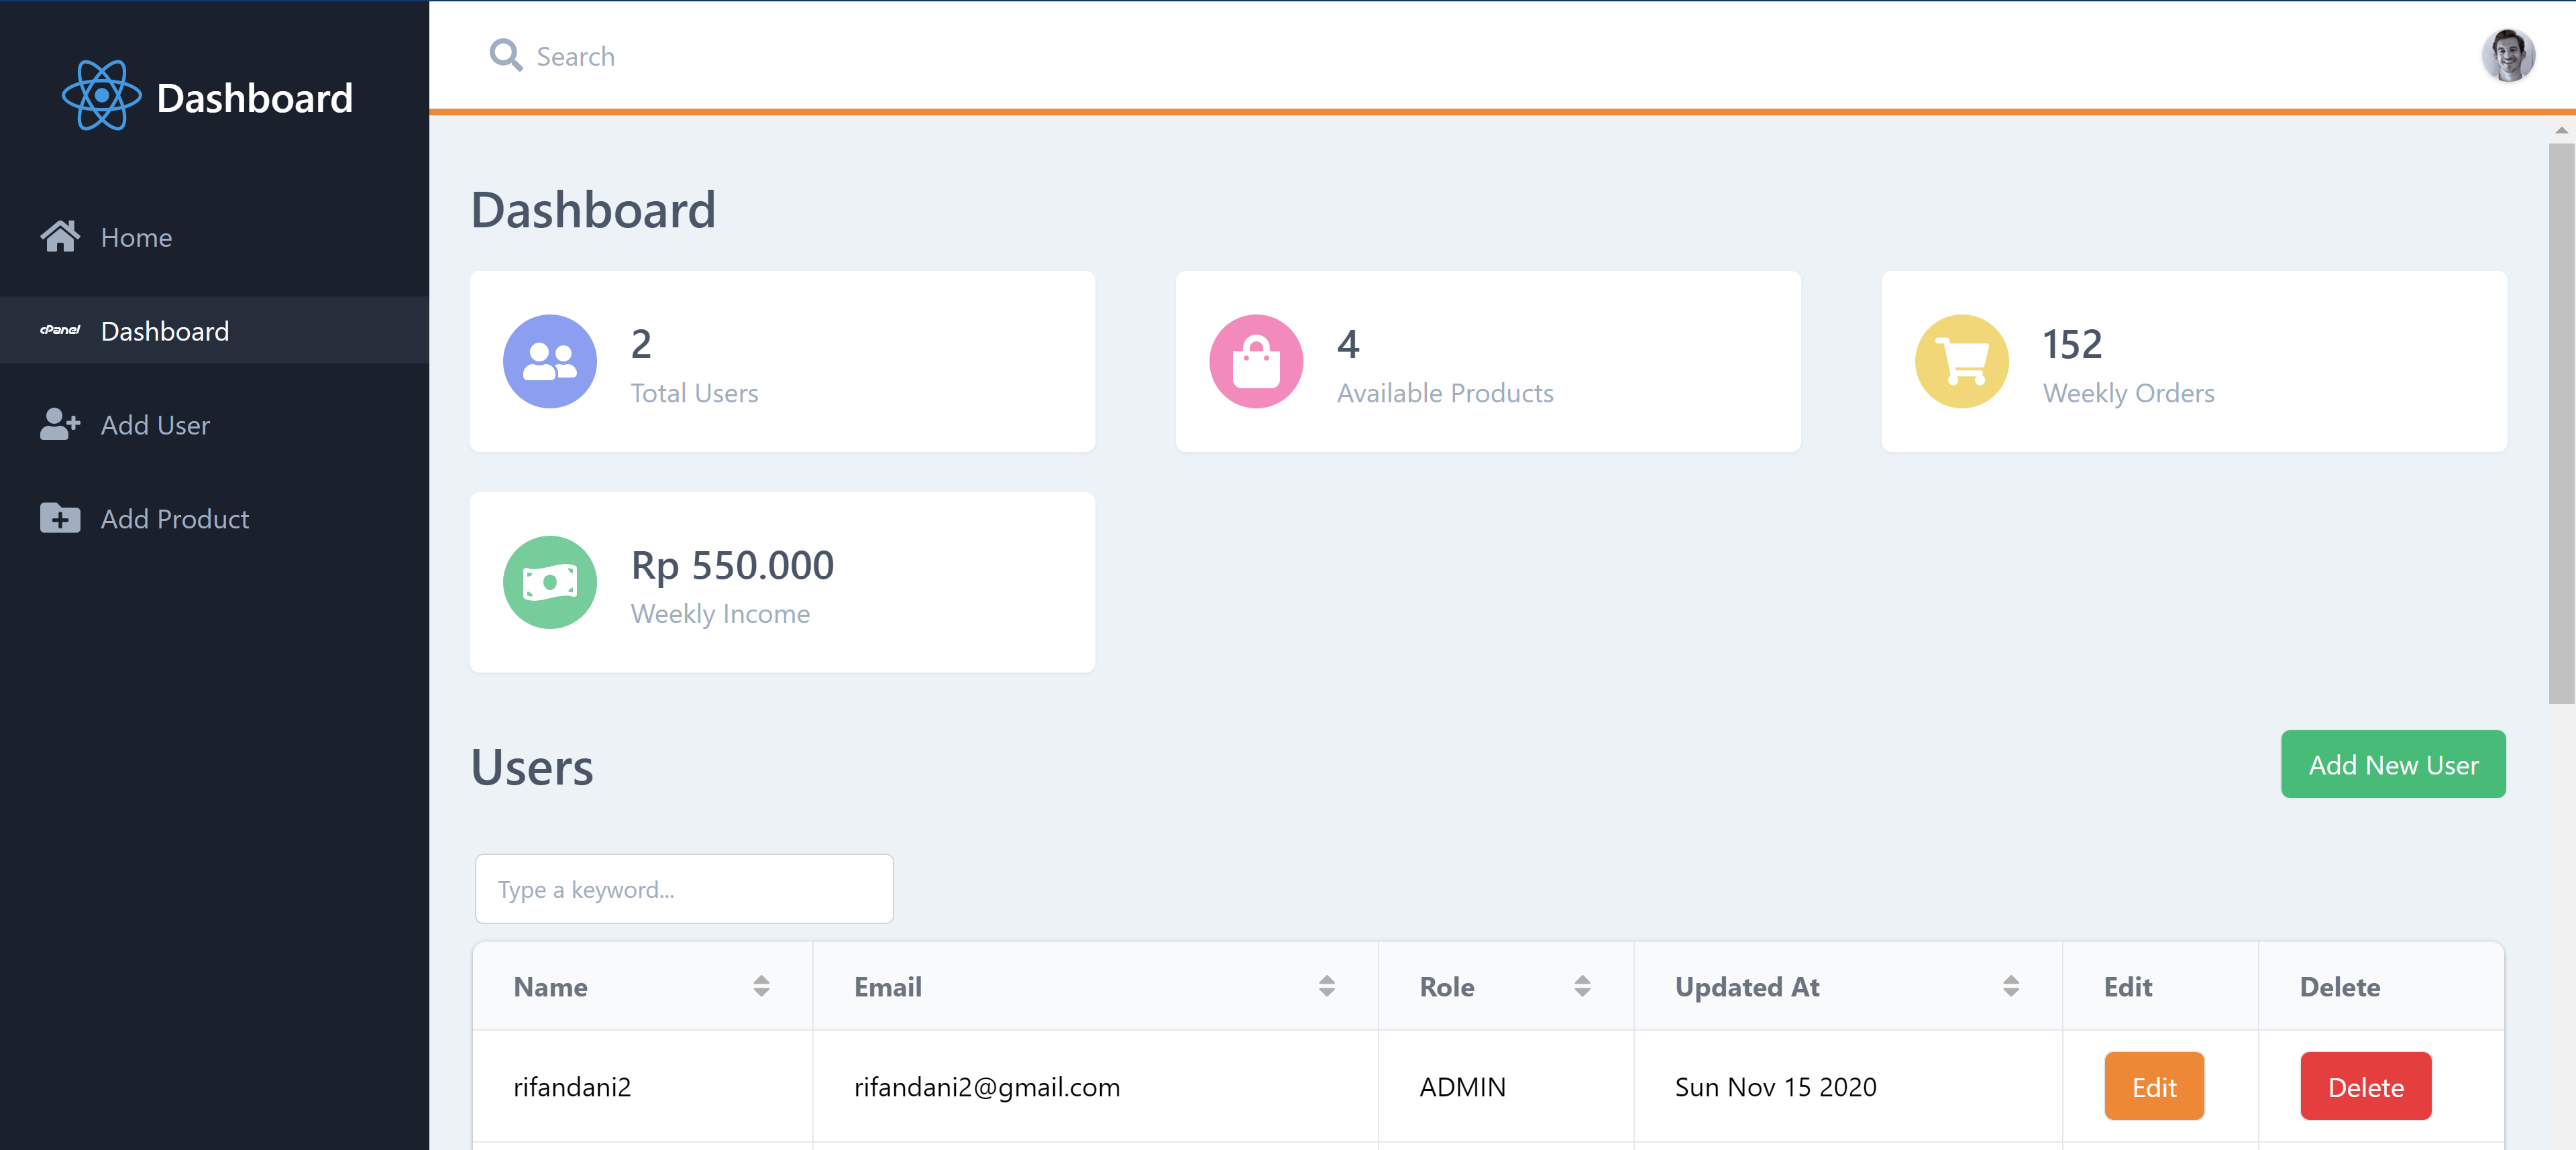 Dashboard
Home
cPanel
Dashboard
Add User
Add Product
Search
Dashboard
2
Total Users
4
Available Products
152
Weekly Orders
Rp 550.000
Weekly Income
Users
Add New User
Type a keyword...
Name Email Role Updated At Edit Delete
rifandani2 rifandani2@gmail.com ADMIN Sun Nov 15 2020 Edit Delete